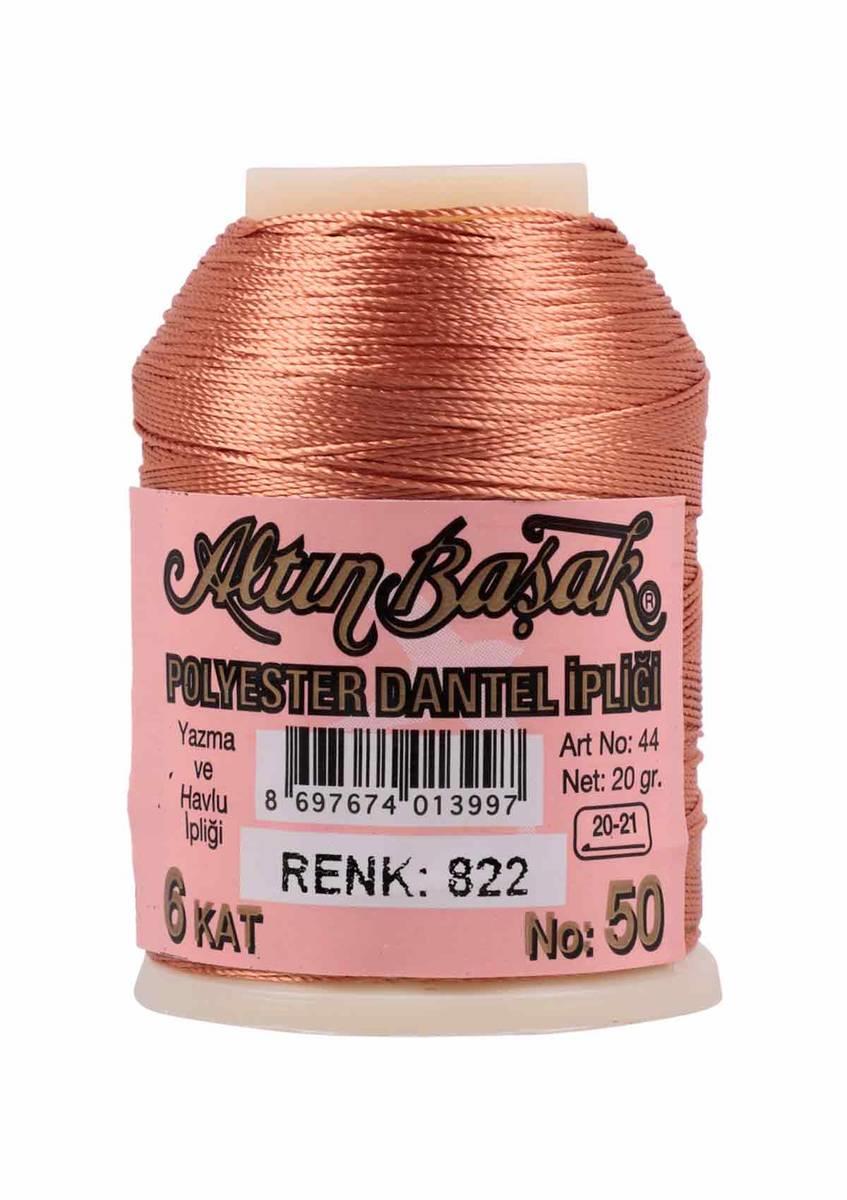 Altın Başak ®
POLYESTER DANTEL İPLİĞİ
Yazma
ve
Havlu
İpliği
8 697674 013997
Art No: 44
Net: 20 gr.
20-21
RENK: 822
6 KAT
No: 50